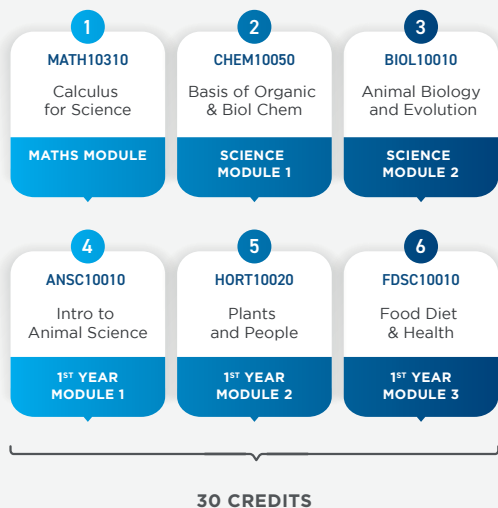 1
MATH10310
Calculus
for Science
MATHS MODULE
2
CHEM10050
Basis of Organic
& Biol Chem
SCIENCE
MODULE 1
3
BIOL10010
Animal Biology
and Evolution
SCIENCE
MODULE 2
4
ANSC10010
Intro to
Animal Science
1ST YEAR
MODULE 1
5
HORT10020
Plants
and People
1ST YEAR
MODULE 2
6
FDSC10010
Food Diet
& Health
1ST YEAR
MODULE 3
30 CREDITS